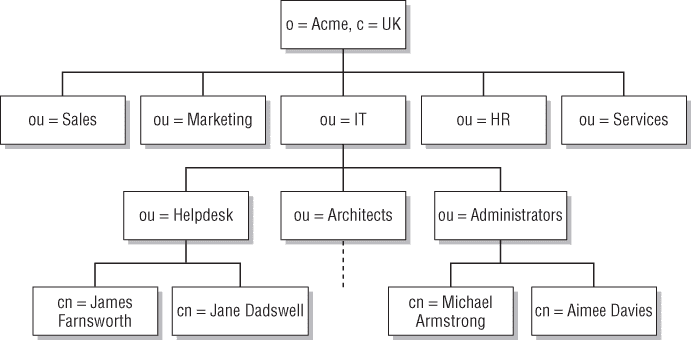 o = Acme, c = UK
ou = Sales
ou = Marketing
ou = IT
ou = HR
ou = Services
ou = Helpdesk
ou = Architects
ou = Administrators
cn = James
Farnsworth
cn = Jane Dadswell
cn = Michael
Armstrong
cn = Aimee Davies